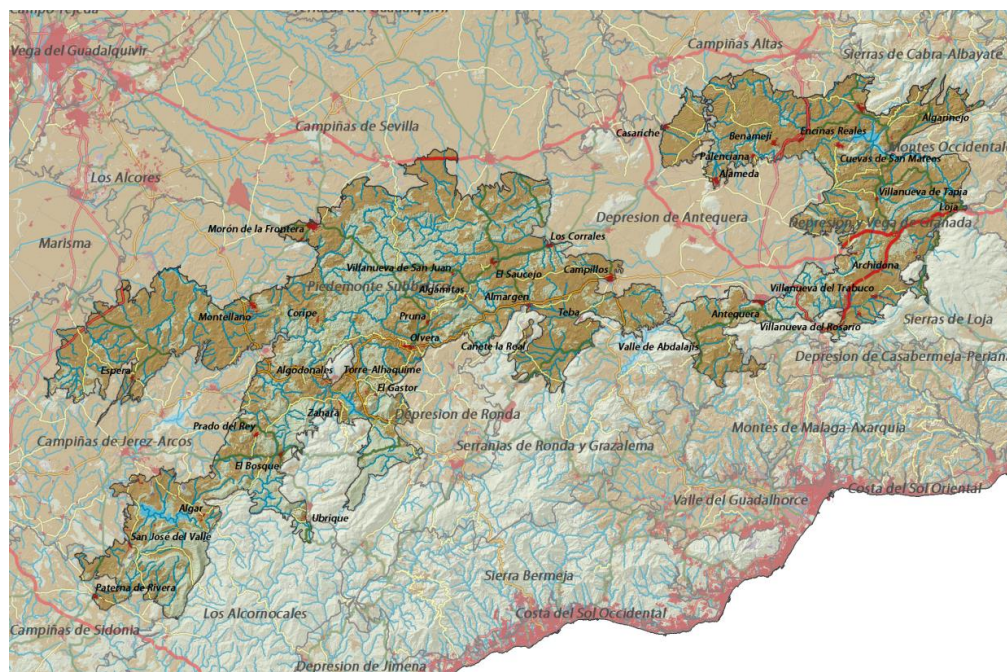 Vega del Guadalquivir
Campiñas Altas
Sierras de Cabra-Albayate
Campiñas de Sevilla
Casariche
Benamejí
Encinas Reales
Algarinejo
Palenciana
Cuevas de San Marcos
Montes Occidental
Alameda
Los Alcores
Villanueva de Tapia
Loja
Depresion de Antequera
Depresion y Vega de Granada
Morón de la Frontera
Marisma
Los Corrales
Villanueva de San Juan
El Saucejo
Campillos
Archidona
Piedemonte Subbetico
Algámitas
Almargen
Villanueva del Trabuco
Montellano
Coripe
Pruna
Teba
Antequera
Villanueva del Rosario
Sierras de Loja
Olvera
Cañete la Real
Valle de Abdalajís
Depresion de Casabermeja-Periana
Espera
Algodonales
Torre-Alháquime
El Gastor
Zahara
Depresion de Ronda
Prado del Rey
Campiñas de Jerez-Arcos
Serranias de Ronda y Grazalema
Montes de Malaga-Axarquia
El Bosque
Costa del Sol Oriental
Valle del Guadalhorce
Algar
Ubrique
San José del Valle
Sierra Bermeja
Paterna de Rivera
Los Alcornocales
Costa del Sol Occidental
Campiñas de Sidonia
Depresion de Jimena